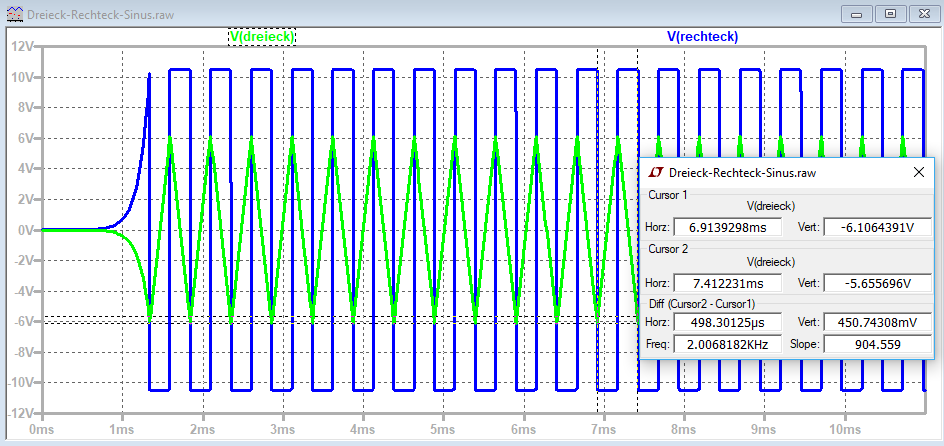 Dreieck-Rechteck-Sinus.raw
V(dreieck) V(rechteck)
12V
10V
8V
6V
4V
2V
0V
-2V
-4V
-6V
-8V
-10V
-12V
0ms 1ms 2ms 3ms 4ms 5ms 6ms 7ms 8ms 9ms 10ms
Dreieck-Rechteck-Sinus.raw
Cursor 1
V(dreieck)
Horz: 6.9139298ms Vert: -6.1064391V
Cursor 2
V(dreieck)
Horz: 7.412231ms Vert: -5.655696V
Diff (Cursor2 - Cursor1)
Horz: 498.30125µs Vert: 450.74308mV
Freq: 2.0068182KHz Slope: 904.559